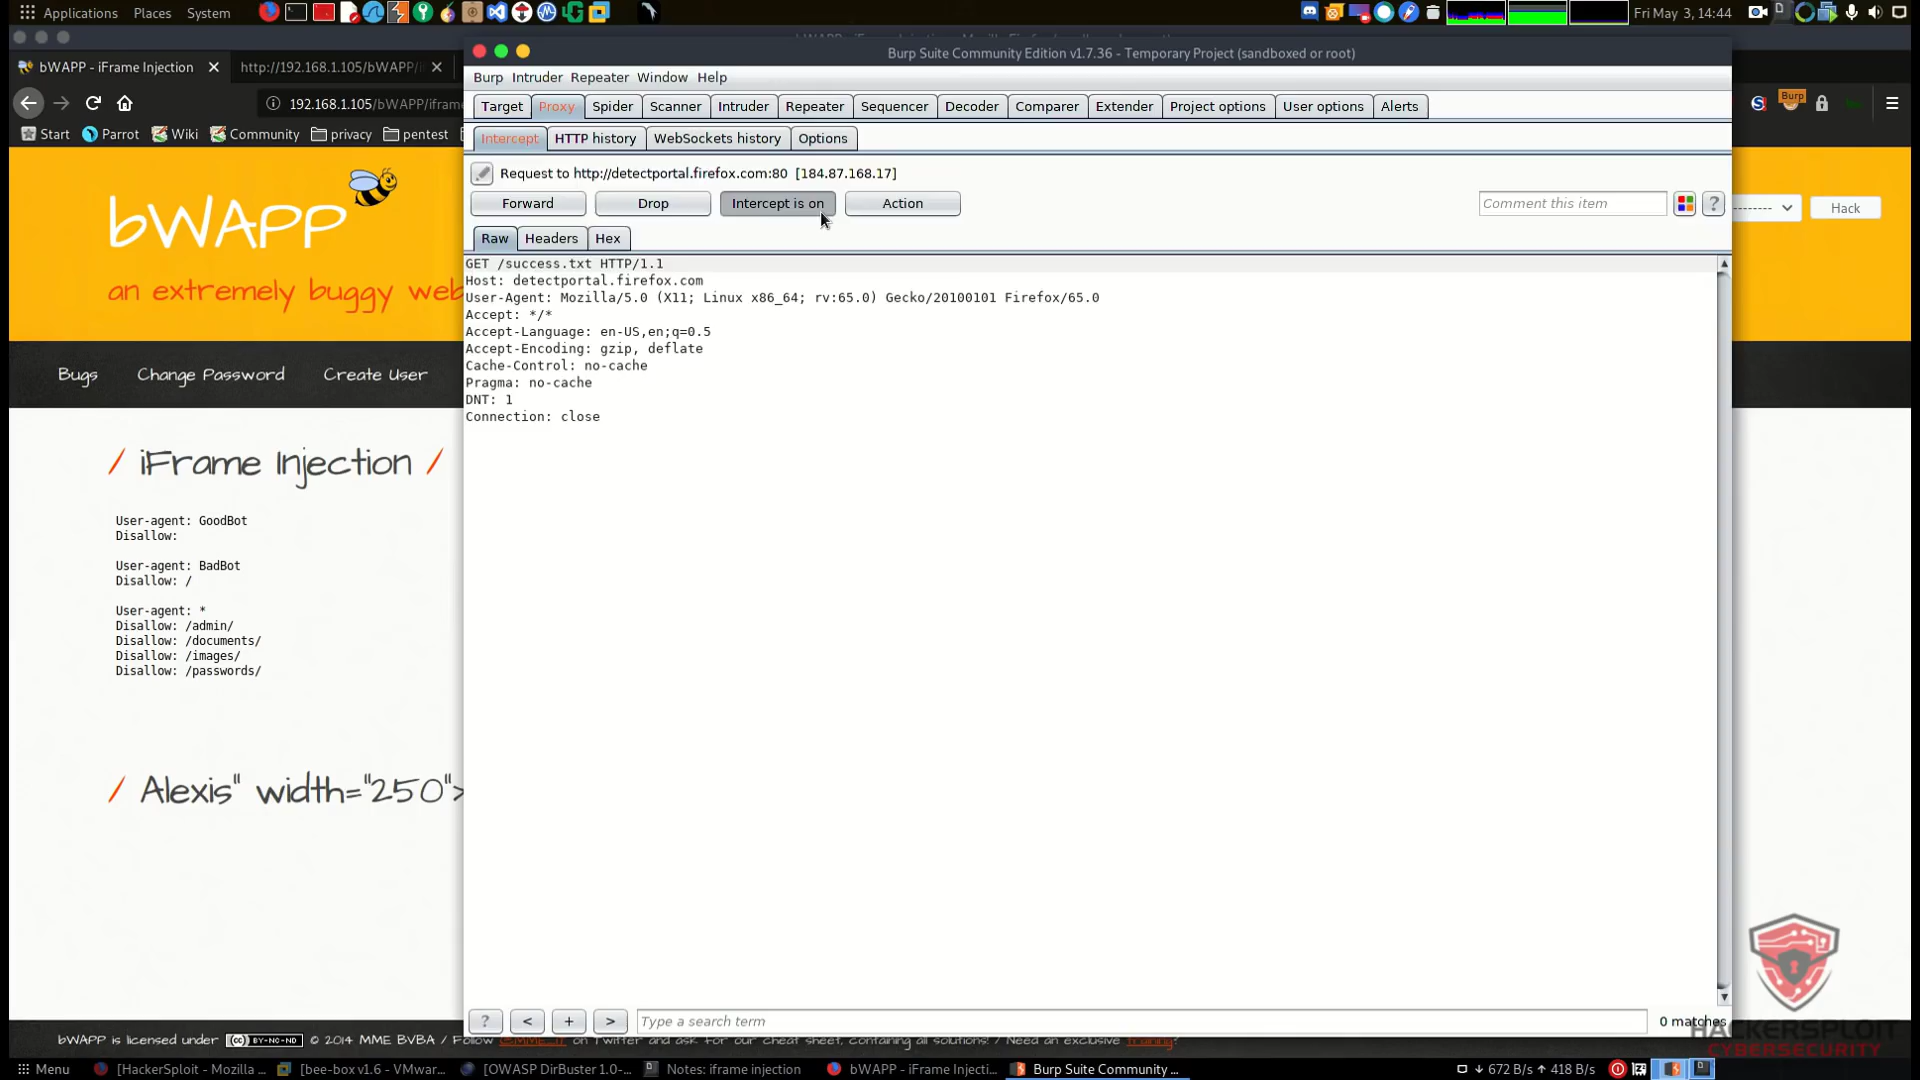 Applications Places System
Fri May 3, 14:44
Burp Suite Community Edition v1.7.36 - Temporary Project (sandboxed or root)
bWAPP - iFrame Injection
http://192.168.1.105/bWAPP/
Burp Intruder Repeater Window Help
192.168.1.105/bWAPP/iframe
Target Proxy Spider Scanner Intruder Repeater Sequencer Decoder Comparer Extender Project options User options Alerts
Burp
Start Parrot Wiki Community privacy pentest
Intercept HTTP history WebSockets history Options
Request to http://detectportal.firefox.com:80 [184.87.168.17]
Forward Drop Intercept is on Action
Comment this item
?
-------- Hack
Raw Headers Hex
GET /success.txt HTTP/1.1
Host: detectportal.firefox.com
User-Agent: Mozilla/5.0 (X11; Linux x86_64; rv:65.0) Gecko/20100101 Firefox/65.0
Accept: */*
Accept-Language: en-US,en;q=0.5
Accept-Encoding: gzip, deflate
Cache-Control: no-cache
Pragma: no-cache
DNT: 1
Connection: close
bWAPP
an extremely buggy web
Bugs Change Password Create User
/ iFrame Injection /
User-agent: GoodBot
Disallow:
User-agent: BadBot
Disallow: /
User-agent: *
Disallow: /admin/
Disallow: /documents/
Disallow: /images/
Disallow: /passwords/
/ Alexis" width="250">
? < + > Type a search term 0 matches
HACKERSPLOIT
CYBERSECURITY
bWAPP is licensed under (cc) BY-NC-ND © 2014 MME BVBA / Follow @MME_IT on Twitter and ask for our cheat sheet, containing all solutions! / Need an exclusive training?
Menu [HackerSploit - Mozilla ... [bee-box v1.6 - VMwar... [OWASP DirBuster 1.0-... Notes: iframe injection bWAPP - iFrame Injecti... Burp Suite Community ... 672 B/s 418 B/s